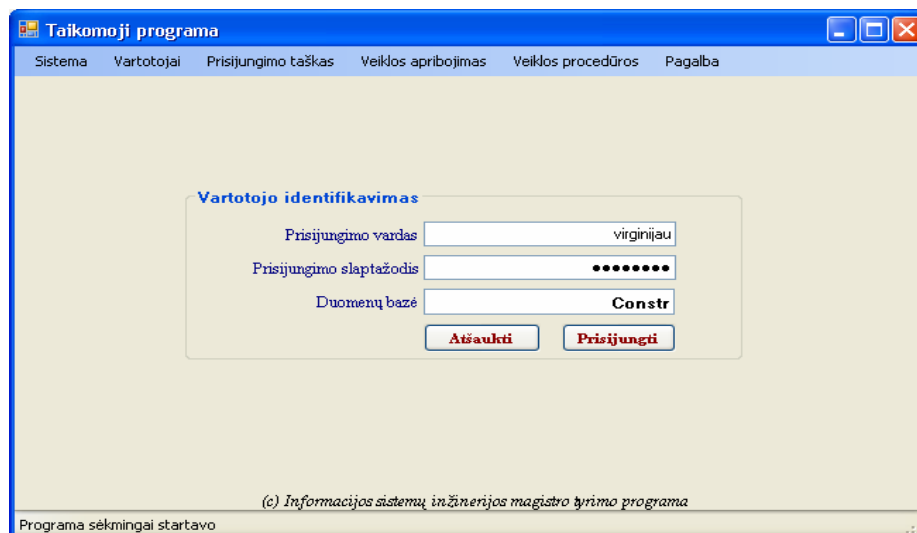 Taikomoji programa
Sistema Vartotojai Prisijungimo taškas Veiklos apribojimas Veiklos procedūros Pagalba
Vartotojo identifikavimas
Prisijungimo vardas virginijau
Prisijungimo slaptažodis ••••••••
Duomenų bazė Constr
Atšaukti Prisijungti
(c) Informacijos sistemų inžinerijos magistro tyrimo programa
Programa sėkmingai startavo